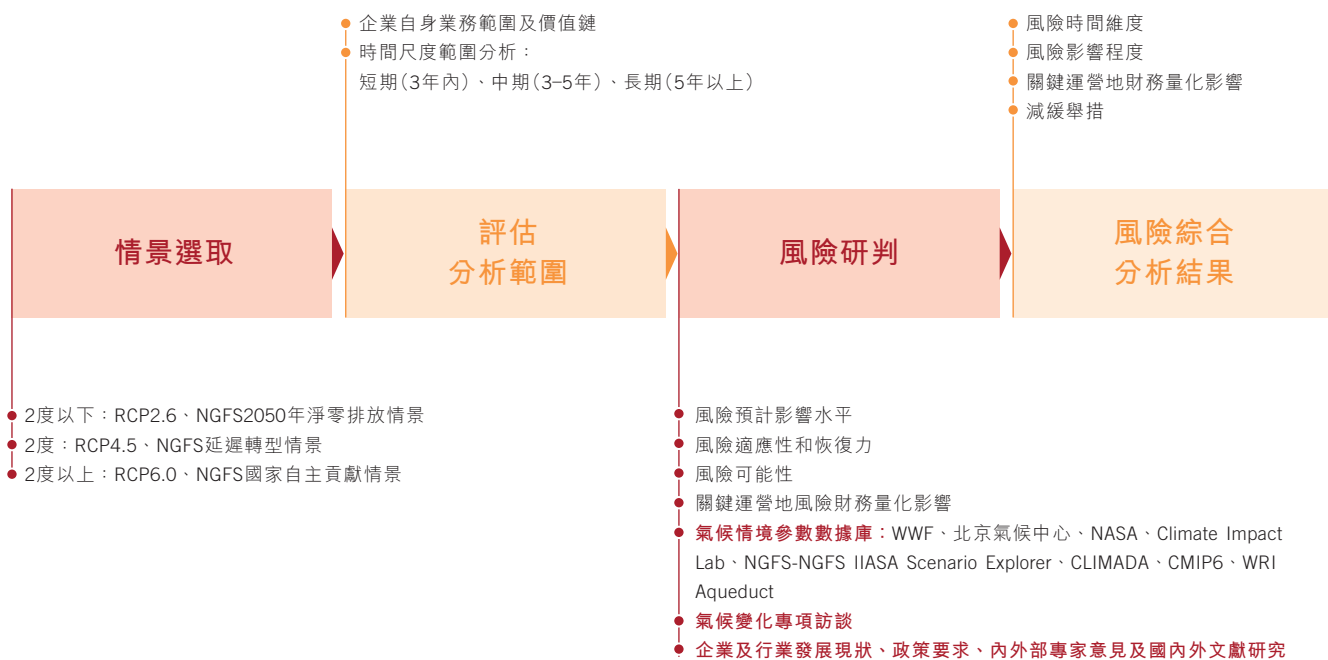 企業自身業務範圍及價值鏈
時間尺度範圍分析：
短期(3年內)、中期(3–5年)、長期(5年以上)
風險時間維度
風險影響程度
關鍵運營地財務量化影響
減緩舉措
情景選取
評估
分析範圍
風險研判
風險綜合
分析結果
2度以下：RCP2.6、NGFS2050年淨零排放情景
2度：RCP4.5、NGFS延遲轉型情景
2度以上：RCP6.0、NGFS國家自主貢獻情景
風險預計影響水平
風險適應性和恢復力
風險可能性
關鍵運營地風險財務量化影響
氣候情境參數數據庫：WWF、北京氣候中心、NASA、Climate Impact
Lab、NGFS-NGFS IIASA Scenario Explorer、CLIMADA、CMIP6、WRI
Aqueduct
氣候變化專項訪談
企業及行業發展現狀、政策要求、內外部專家意見及國內外文獻研究